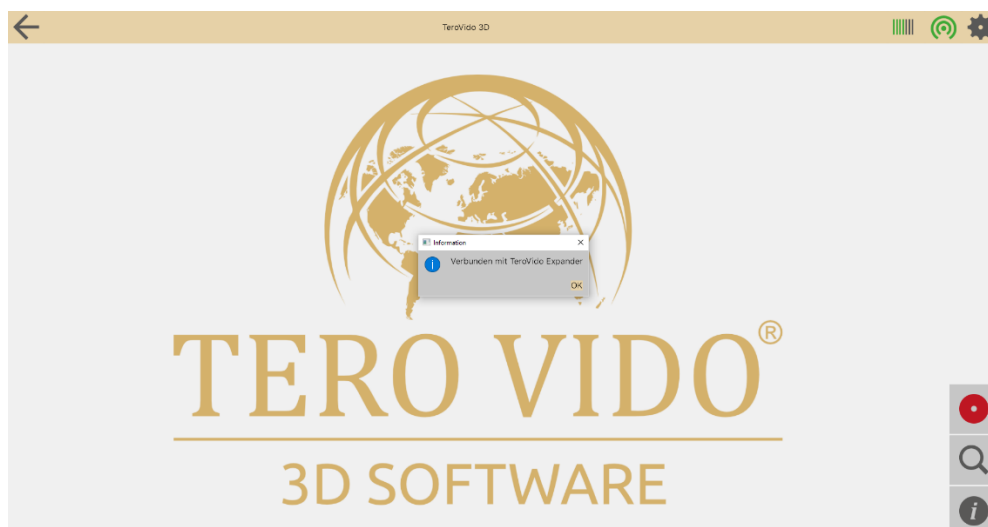 TeroVido 3D
Information
Verbunden mit TeroVido Expander
OK
TERO VIDO®
3D SOFTWARE